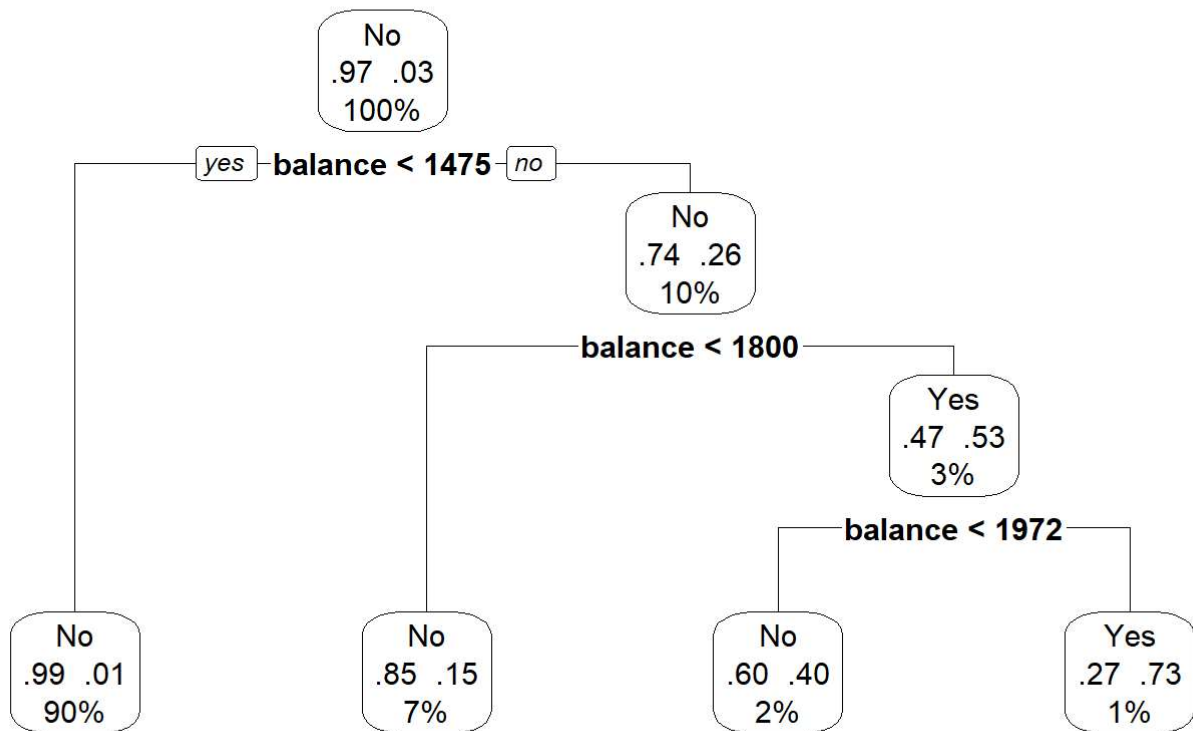 No
.97 .03
100%
yes balance < 1475 no
No
.74 .26
10%
balance < 1800
Yes
.47 .53
3%
balance < 1972
No
.99 .01
90%
No
.85 .15
7%
No
.60 .40
2%
Yes
.27 .73
1%